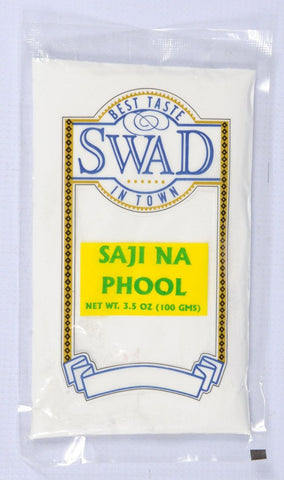 BEST TASTE
SWAD
IN TOWN
SAJI NA
PHOOL
NET WT. 3.5 OZ (100 GMS)